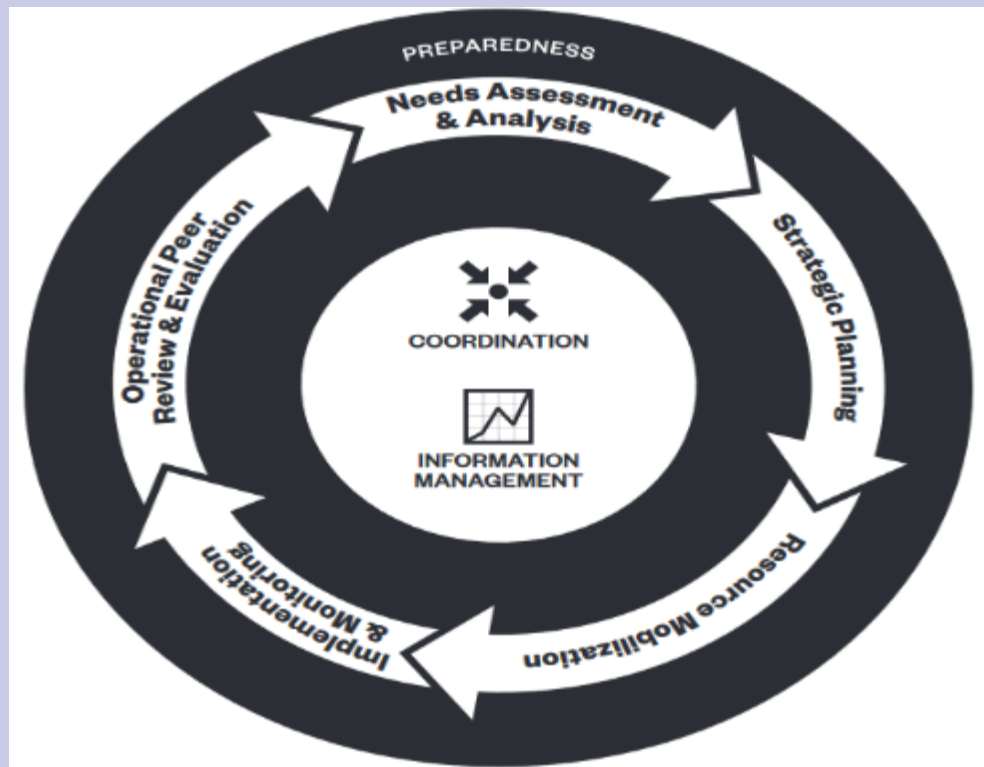 PREPAREDNESS
Needs Assessment
& Analysis
Strategic Planning
Resource Mobilization
Implementation
& Monitoring
Operational Peer
Review & Evaluation
COORDINATION
INFORMATION
MANAGEMENT